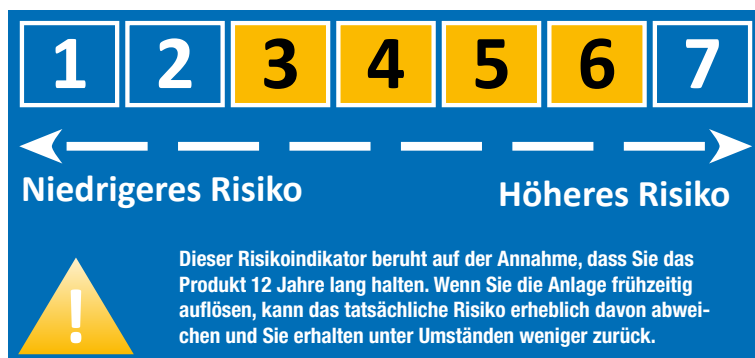 1 2 3 4 5 6 7
Niedrigeres Risiko Höheres Risiko
Dieser Risikoindikator beruht auf der Annahme, dass Sie das
Produkt 12 Jahre lang halten. Wenn Sie die Anlage frühzeitig
auflösen, kann das tatsächliche Risiko erheblich davon abwei-
chen und Sie erhalten unter Umständen weniger zurück.
!